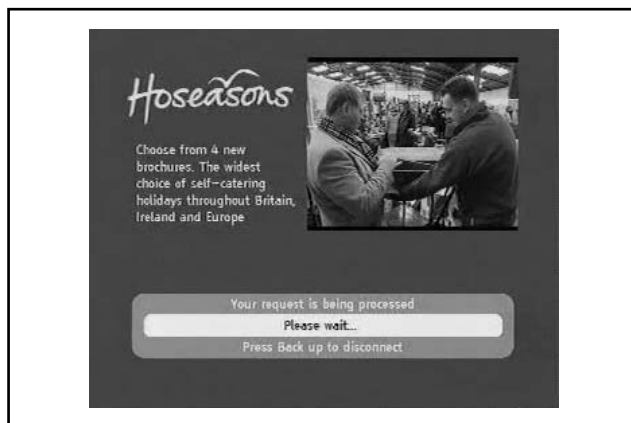 Hoseasons
Choose from 4 new
brochures. The widest
choice of self-catering
holidays throughout Britain,
Ireland and Europe
Your request is being processed
Please wait...
Press Back up to disconnect